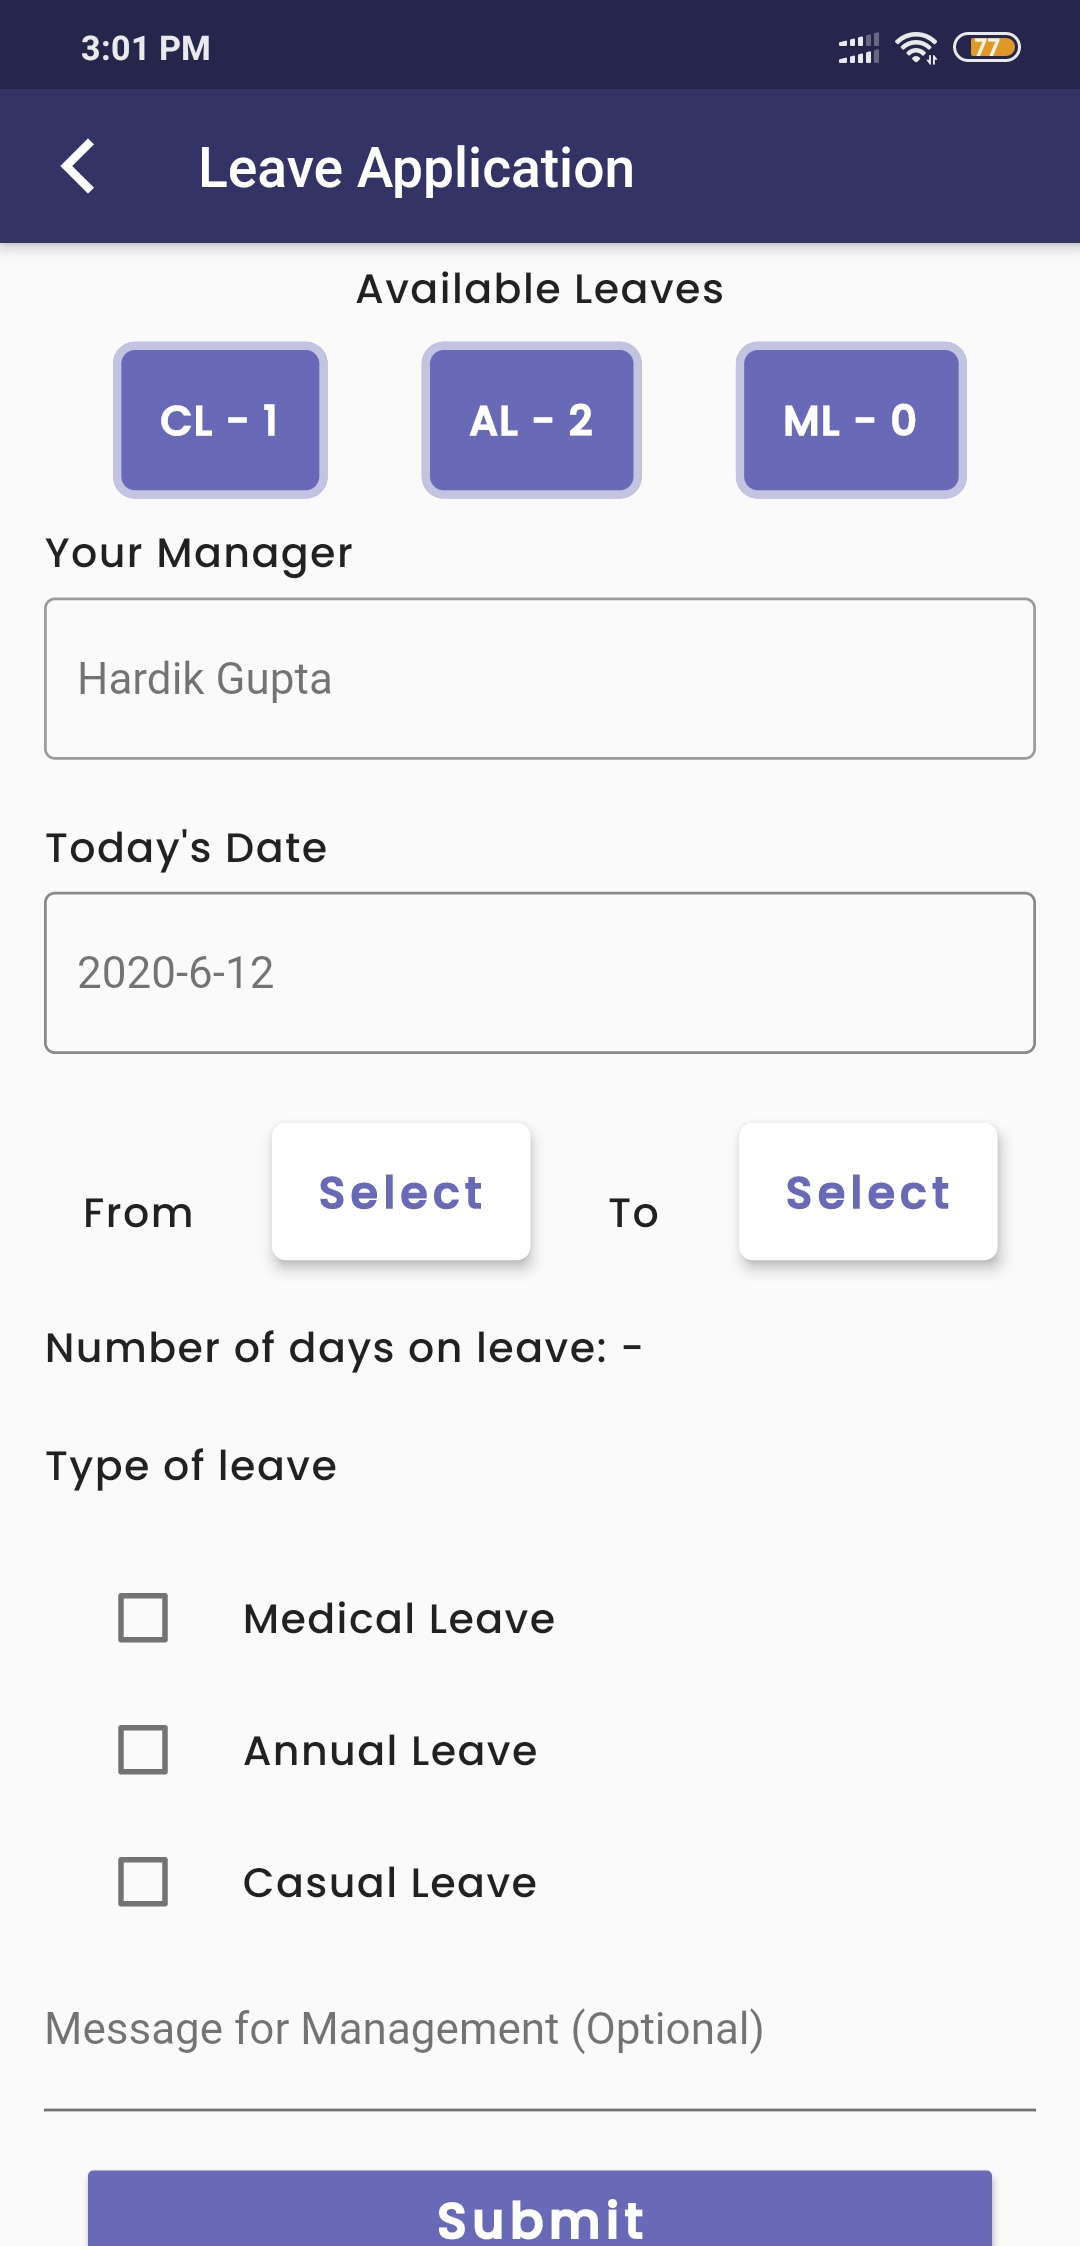 3:01 PM 77
Leave Application
Available Leaves
CL - 1 AL - 2 ML - 0
Your Manager
Hardik Gupta
Today's Date
2020-6-12
From Select To Select
Number of days on leave: -
Type of leave
Medical Leave
Annual Leave
Casual Leave
Message for Management (Optional)
Submit